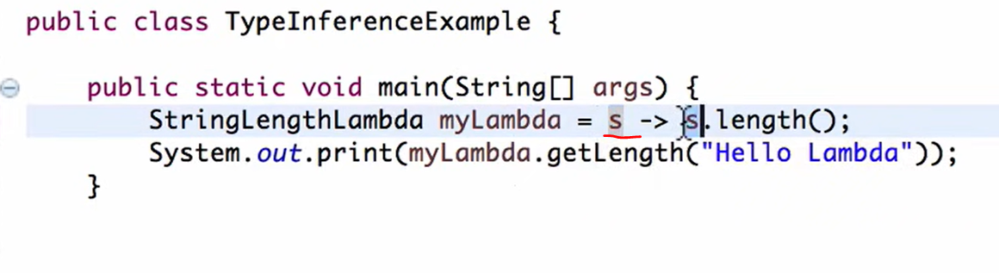 public class TypeInferenceExample {
public static void main(String[] args) {
StringLengthLambda myLambda = s -> s.length();
System.out.print(myLambda.getLength("Hello Lambda"));
}